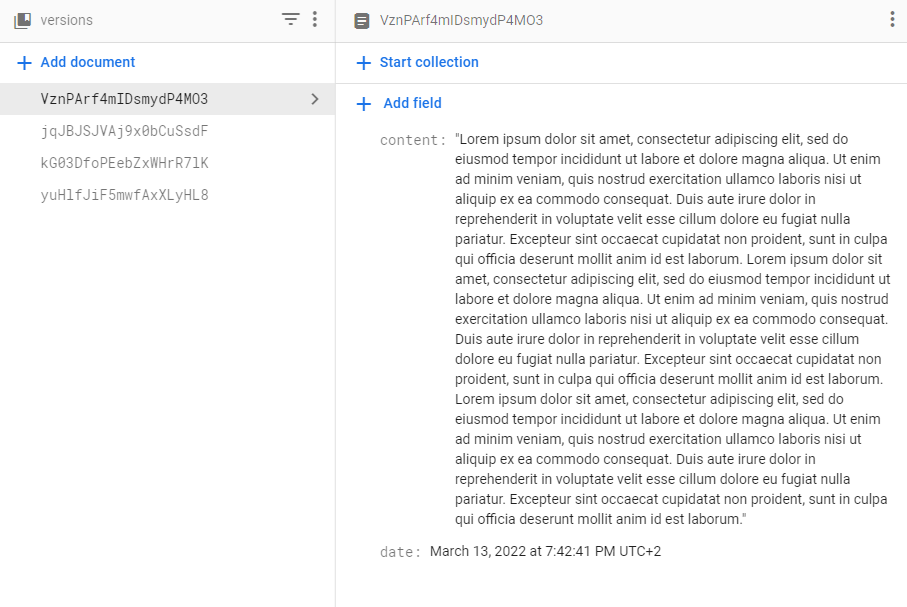 versions
Add document
VznPArf4mIDsmydP4MO3
jqJBJSJVAj9x0bCuSsdF
kG03DfoPEebZxWHrR7lK
yuHlfJiF5mwfAxXLyHL8
VznPArf4mIDsmydP4MO3
Start collection
Add field
content: "Lorem ipsum dolor sit amet, consectetur adipiscing elit, sed do
eiusmod tempor incididunt ut labore et dolore magna aliqua. Ut enim
ad minim veniam, quis nostrud exercitation ullamco laboris nisi ut
aliquip ex ea commodo consequat. Duis aute irure dolor in
reprehenderit in voluptate velit esse cillum dolore eu fugiat nulla
pariatur. Excepteur sint occaecat cupidatat non proident, sunt in culpa
qui officia deserunt mollit anim id est laborum. Lorem ipsum dolor sit
amet, consectetur adipiscing elit, sed do eiusmod tempor incididunt ut
labore et dolore magna aliqua. Ut enim ad minim veniam, quis nostrud
exercitation ullamco laboris nisi ut aliquip ex ea commodo consequat.
Duis aute irure dolor in reprehenderit in voluptate velit esse cillum
dolore eu fugiat nulla pariatur. Excepteur sint occaecat cupidatat non
proident, sunt in culpa qui officia deserunt mollit anim id est laborum.
Lorem ipsum dolor sit amet, consectetur adipiscing elit, sed do
eiusmod tempor incididunt ut labore et dolore magna aliqua. Ut enim
ad minim veniam, quis nostrud exercitation ullamco laboris nisi ut
aliquip ex ea commodo consequat. Duis aute irure dolor in
reprehenderit in voluptate velit esse cillum dolore eu fugiat nulla
pariatur. Excepteur sint occaecat cupidatat non proident, sunt in culpa
qui officia deserunt mollit anim id est laborum."
date: March 13, 2022 at 7:42:41 PM UTC+2